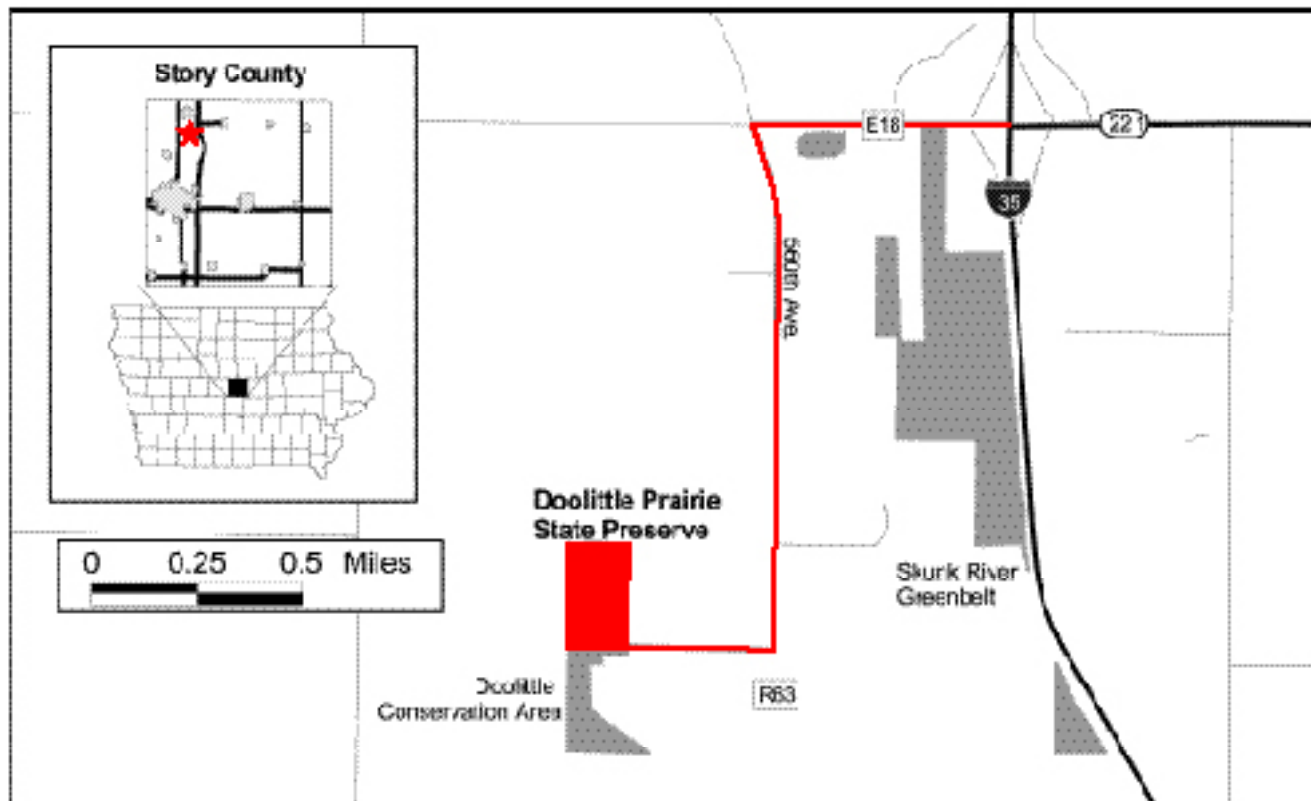 Story County
E18
221
35
560th Ave.
Doolittle Prairie
State Preserve
0 0.25 0.5 Miles
Skunk River
Greenbelt
Doolittle
Conservation Area
R63